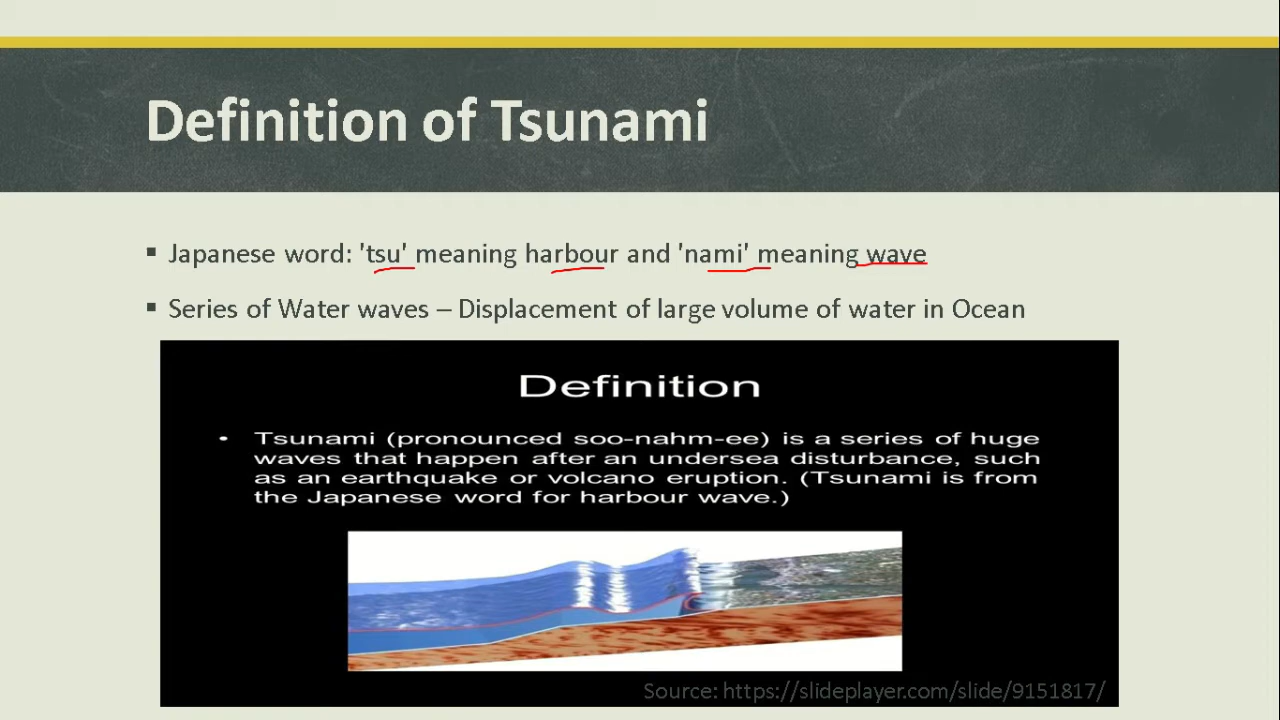 Definition of Tsunami
▪ Japanese word: 'tsu' meaning harbour and 'nami' meaning wave
▪ Series of Water waves – Displacement of large volume of water in Ocean
Definition
• Tsunami (pronounced soo-nahm-ee) is a series of huge
waves that happen after an undersea disturbance, such
as an earthquake or volcano eruption. (Tsunami is from
the Japanese word for harbour wave.)
Source: https://slideplayer.com/slide/9151817/